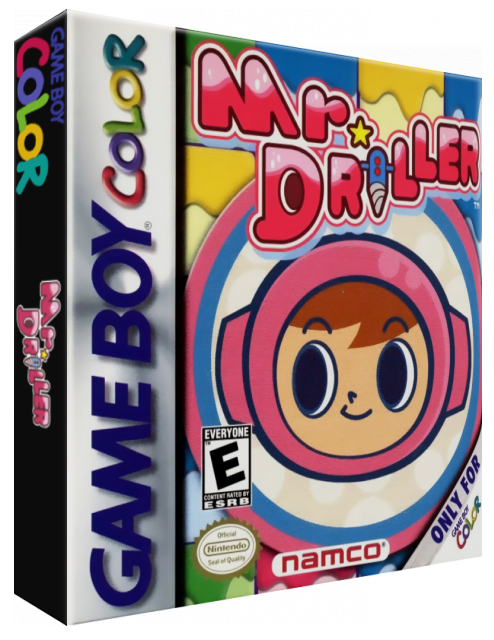 GAME BOY
COLOR
Mr.
DRILLER
GAME BOY COLOR
Mr.
DRILLER
TM
EVERYONE
E
CONTENT RATED BY
ESRB
Official
Nintendo
Seal of Quality
namco®
ONLY FOR
GAME BOY
COLOR